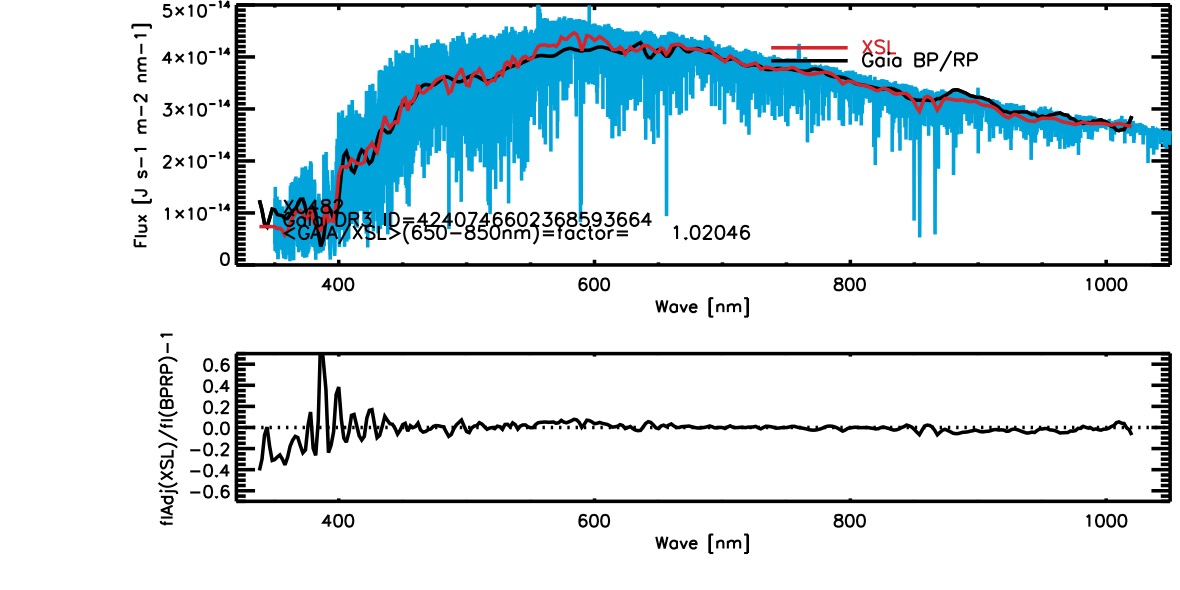 5×10−14
4×10−14
3×10−14
2×10−14
1×10−14
0
Flux [J s−1 m−2 nm−1]
XSL
Gaia BP/RP
X0482
Gaia DR3 ID=4240746602368593664
<GAIA/XSL>(650−850nm)=factor= 1.02046
400 600 800 1000
Wave [nm]
flAdj(XSL)/fl(BPRP)−1
0.6
0.4
0.2
0.0
−0.2
−0.4
−0.6
400 600 800 1000
Wave [nm]